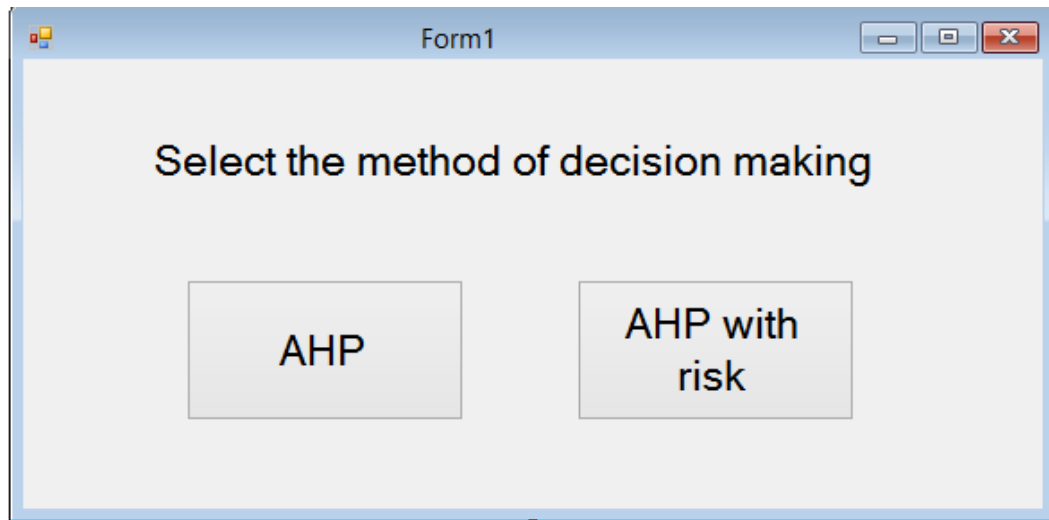 Form1
Select the method of decision making
AHP
AHP with
risk